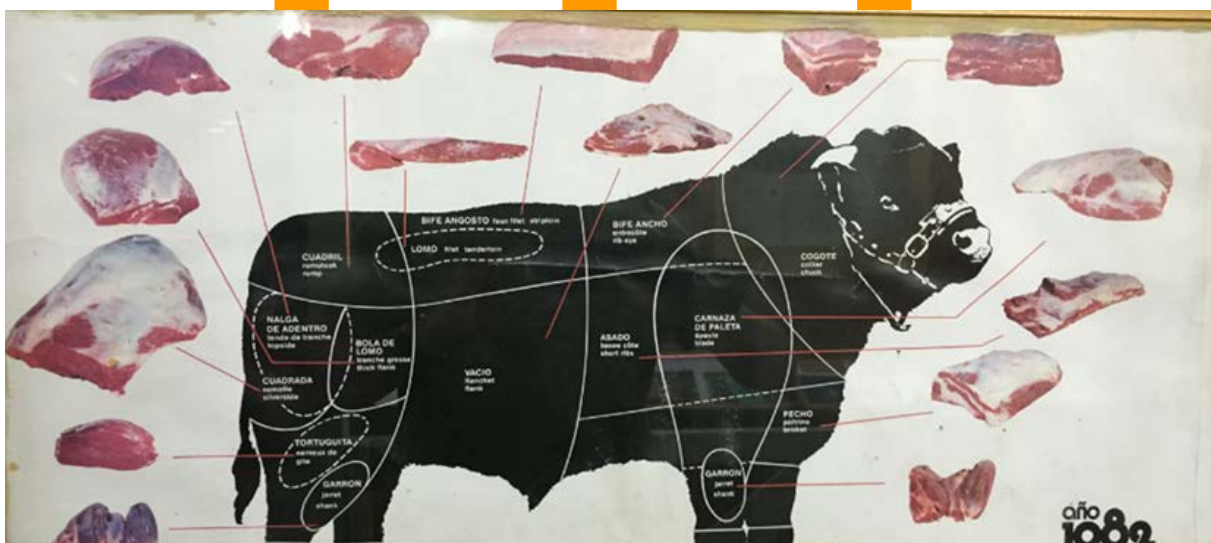 BIFE ANGOSTO faux filet striploin
LOMO filet tenderloin
BIFE ANCHO
entrecôte
rib eye
CUADRIL
rumsteak
rump
COGOTE
collier
chuck
NALGA
DE ADENTRO
tende de tranche
topside
BOLA DE
LOMO
tranche grasse
thick flank
CARNAZA
DE PALETA
épaule
blade
ASADO
basse côte
short ribs
VACIO
flanchet
flank
CUADRADA
semelle
silverside
PECHO
poitrine
brisket
TORTUGUITA
nerveux de
gite
GARRON
jarret
shank
GARRON
jarret
shank
año
1982